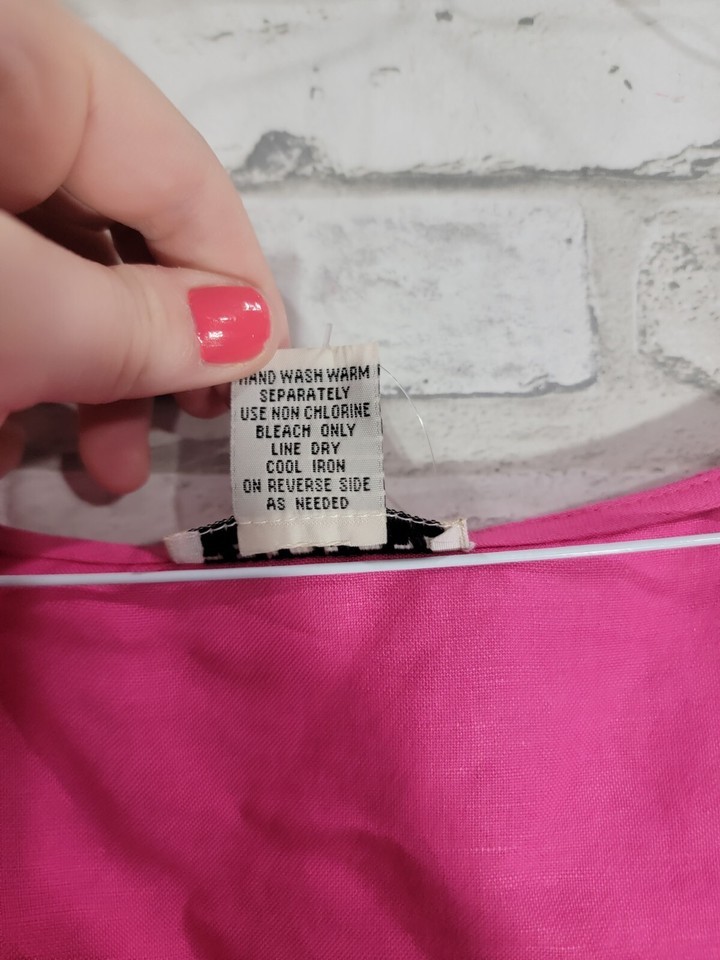 HAND WASH WARM
SEPARATELY
USE NON CHLORINE
BLEACH ONLY
LINE DRY
COOL IRON
ON REVERSE SIDE
AS NEEDED